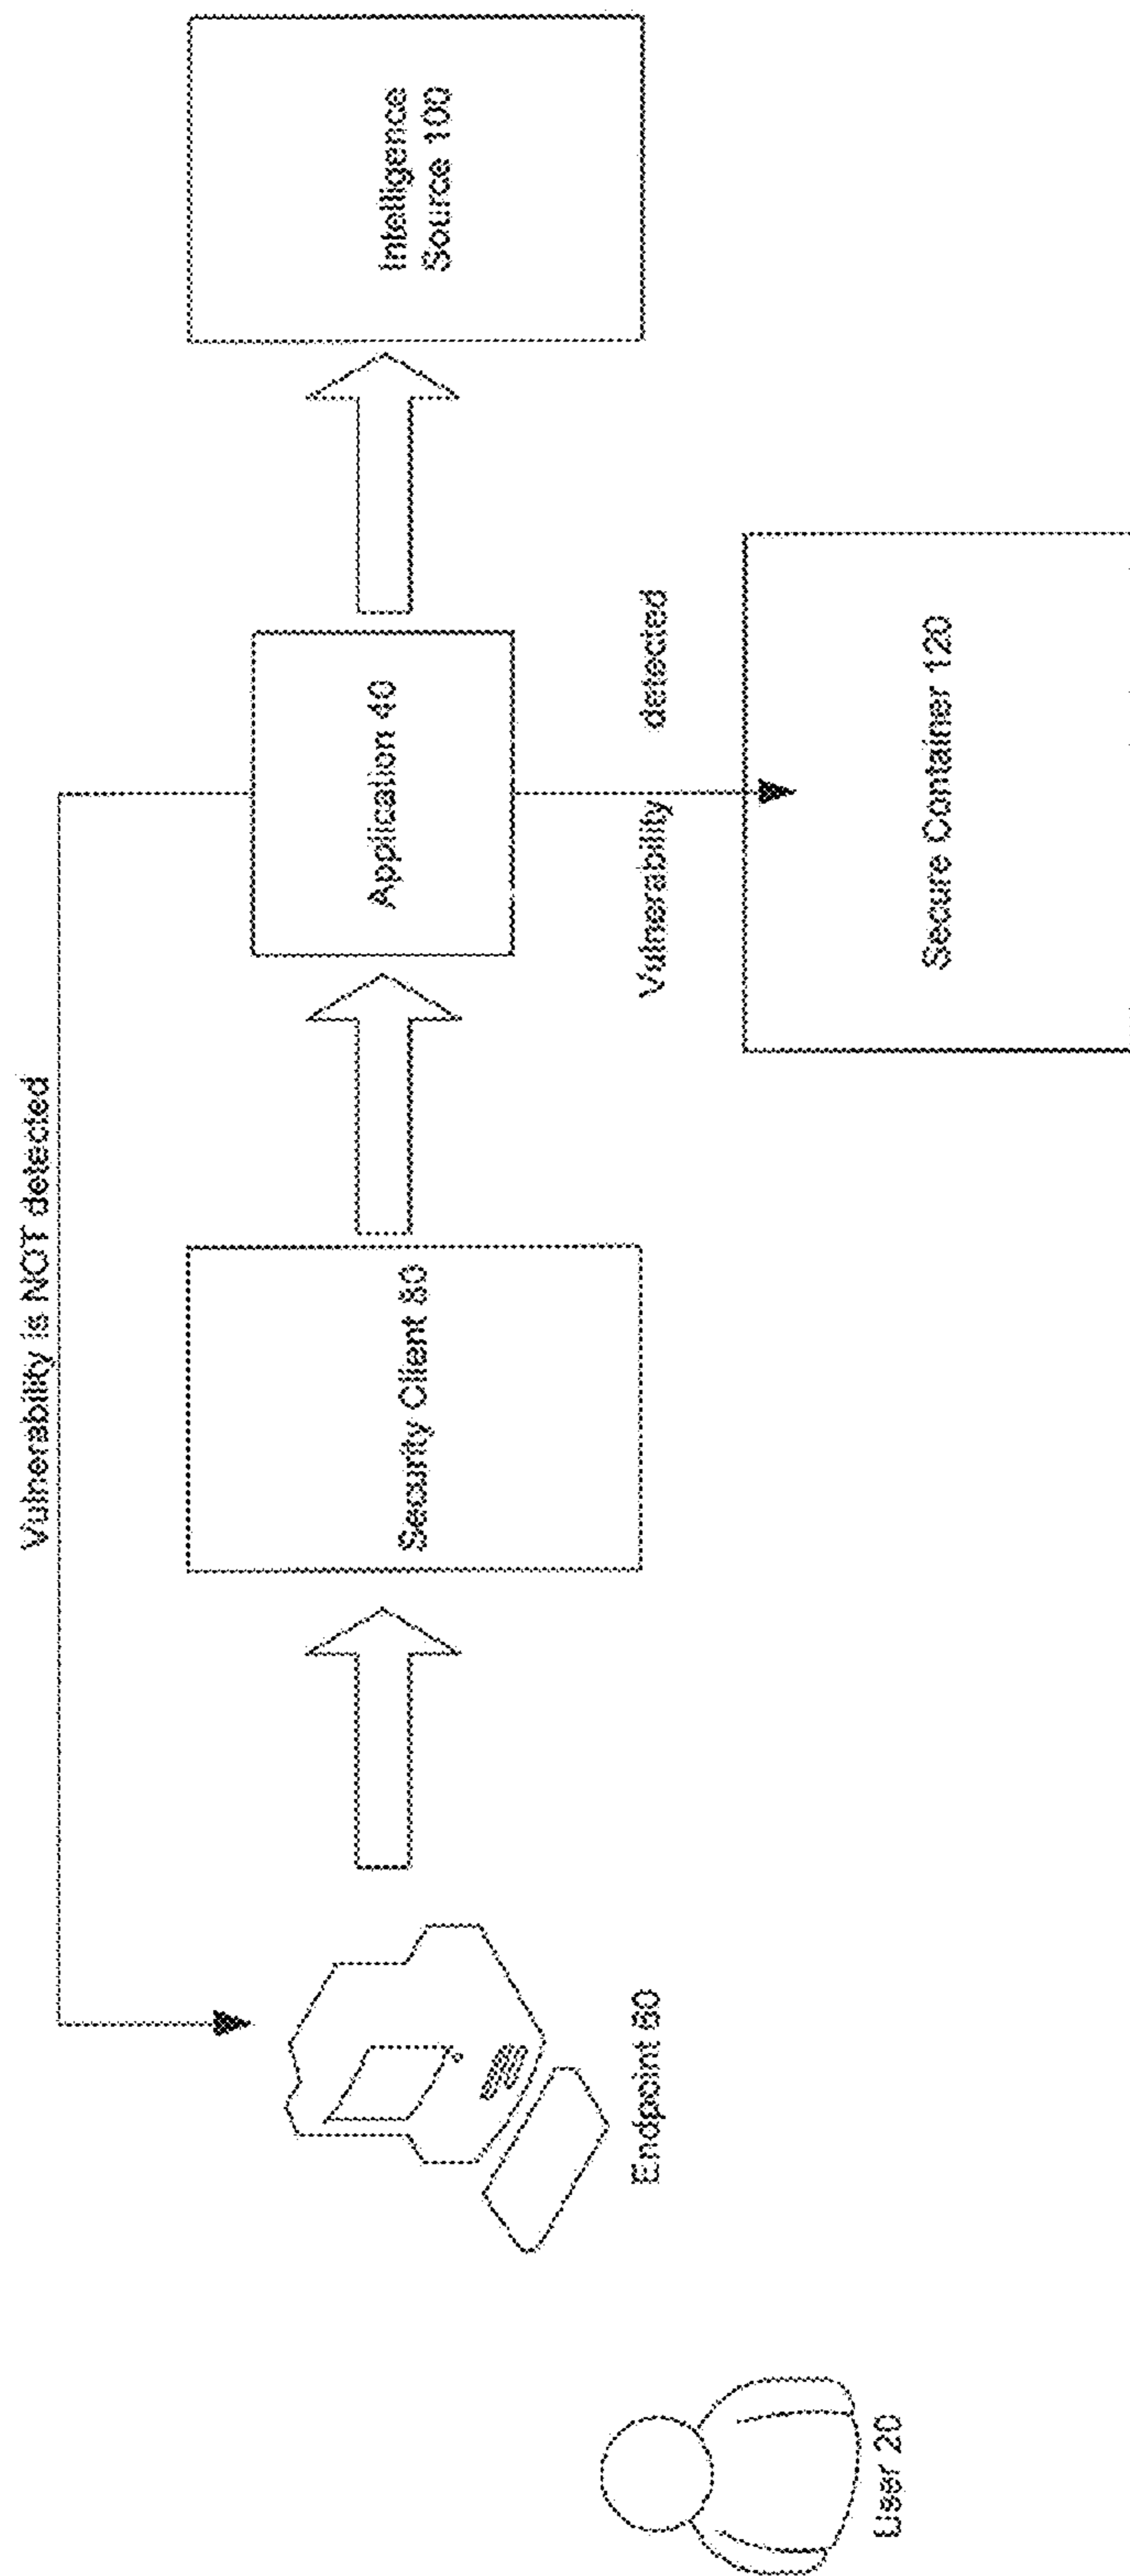 Vulnerability is NOT detected
User 20
Endpoint 60
Security Client 80
Application 40
Intelligence
Source 100
Vulnerability detected
Secure Container 120